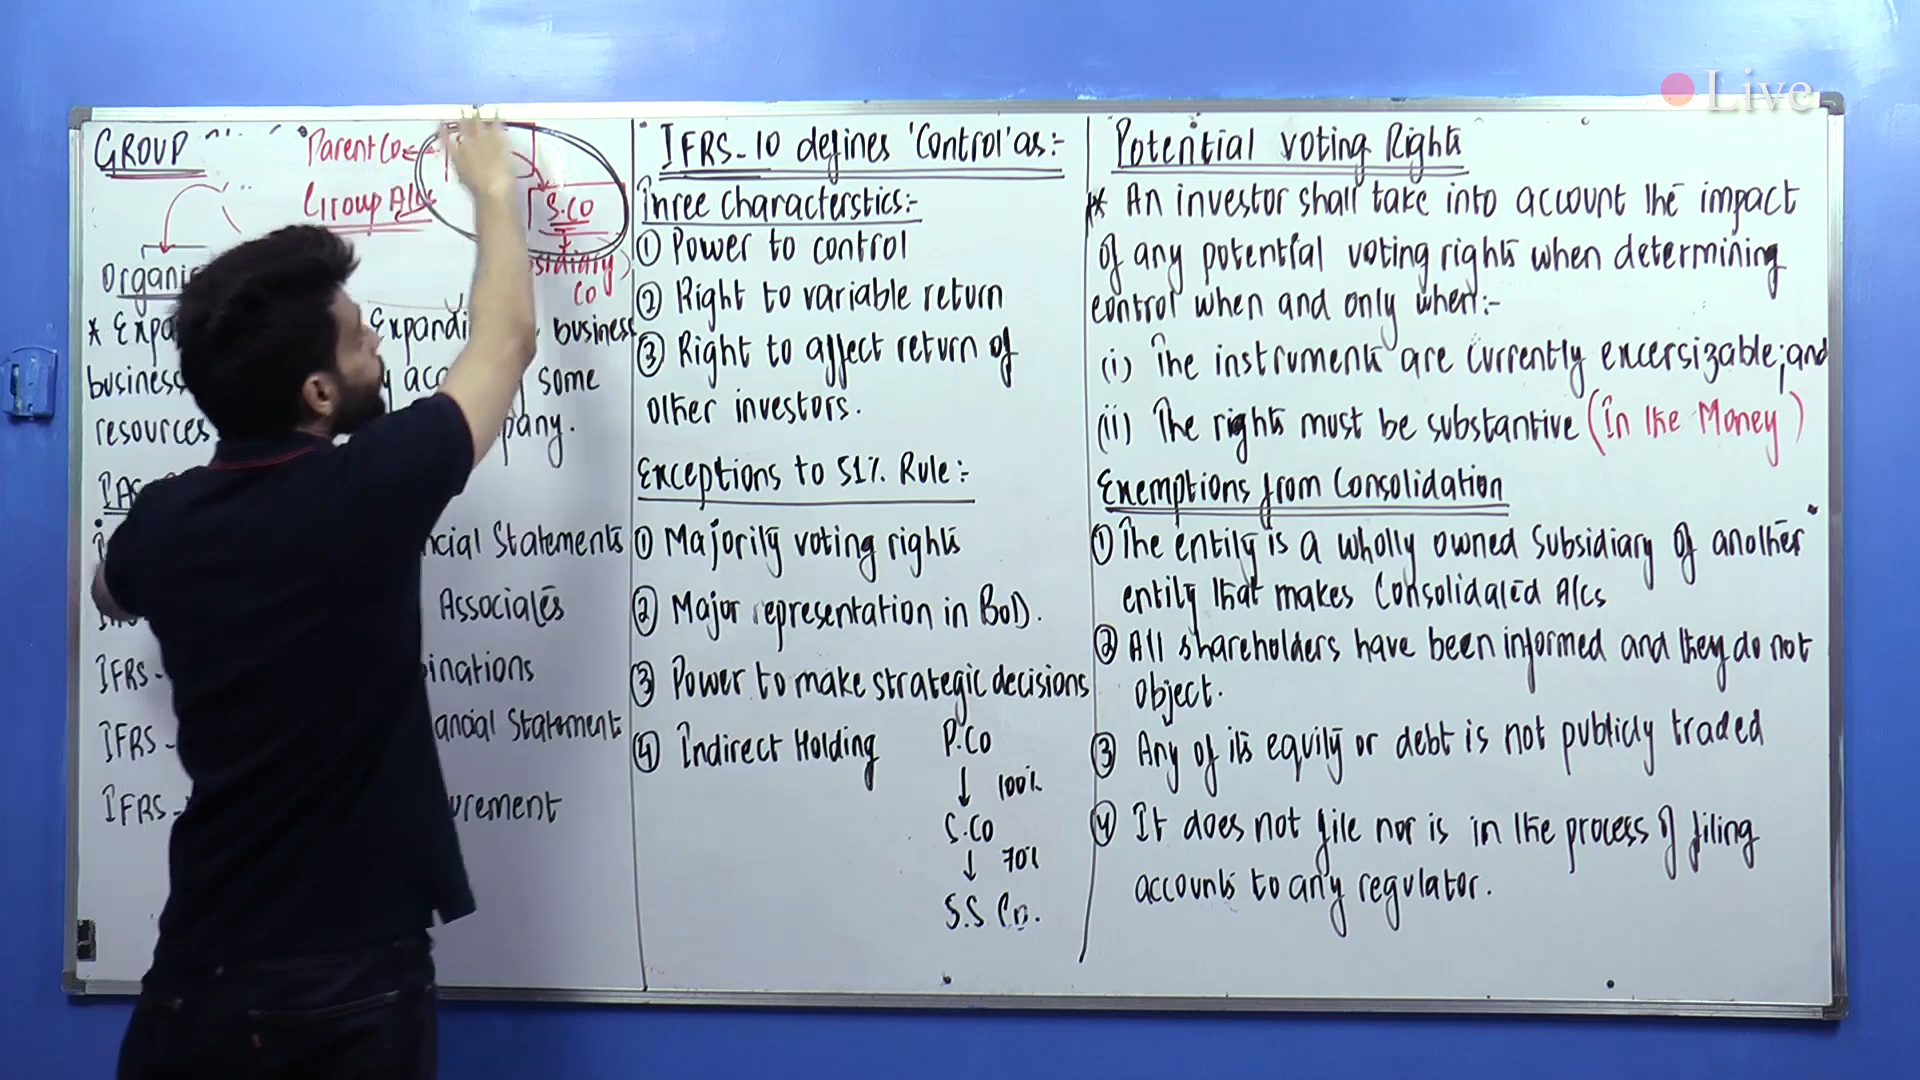 GROUP
Parent Co
Group A/cs
S.CO
Co
business
business
some
resources
ncial Statements
Associates
IFRS-
inations
IFRS-
ancial Statement
IFRS-
urement
IFRS-10 defines 'Control' as:-
Three Characterstics:-
① Power to control
② Right to variable return
③ Right to affect return of
other investors.
Exceptions to 51% Rule:-
① Majority voting rights
② Major representation in BoD.
③ Power to make strategic decisions
④ Indirect Holding
P.CO
↓ 100%
S.CO
↓ 70%
S.S Co.
Potential Voting Rights
* An investor shall take into account the impact
of any potential voting rights when determining
control when and only when:-
(i) The instruments are currently excersizable; and
(ii) The rights must be substantive (In the Money)
Exemptions from Consolidation
① The entity is a wholly owned Subsidiary of another
entity that makes Consolidated A/cs
② All shareholders have been informed and they do not
object.
③ Any of its equity or debt is not publicly traded
④ It does not file nor is in the process of filing
accounts to any regulator.
Live